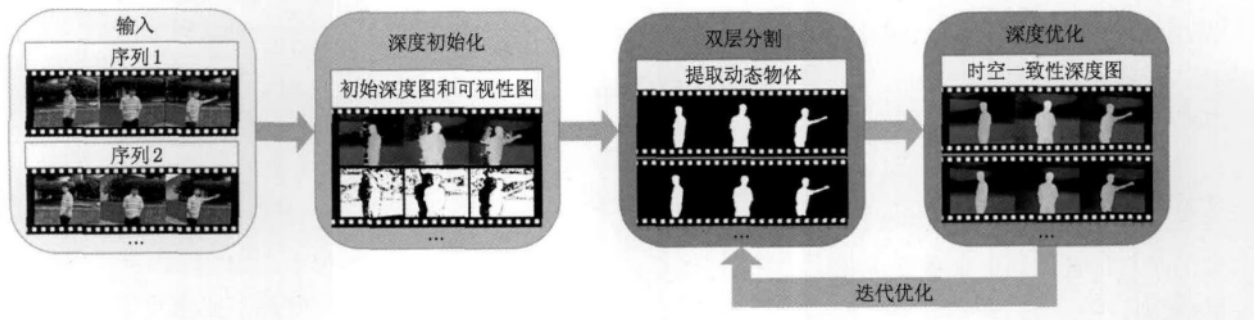 输入
序列1
序列2
...
深度初始化
初始深度图和可视性图
...
双层分割
提取动态物体
...
深度优化
时空一致性深度图
...
迭代优化